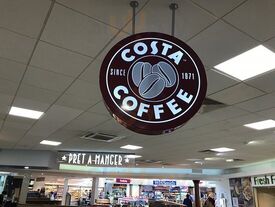 COSTA
SINCE 1971
COFFEE
★ PRET A MANGER ★
Fresh F